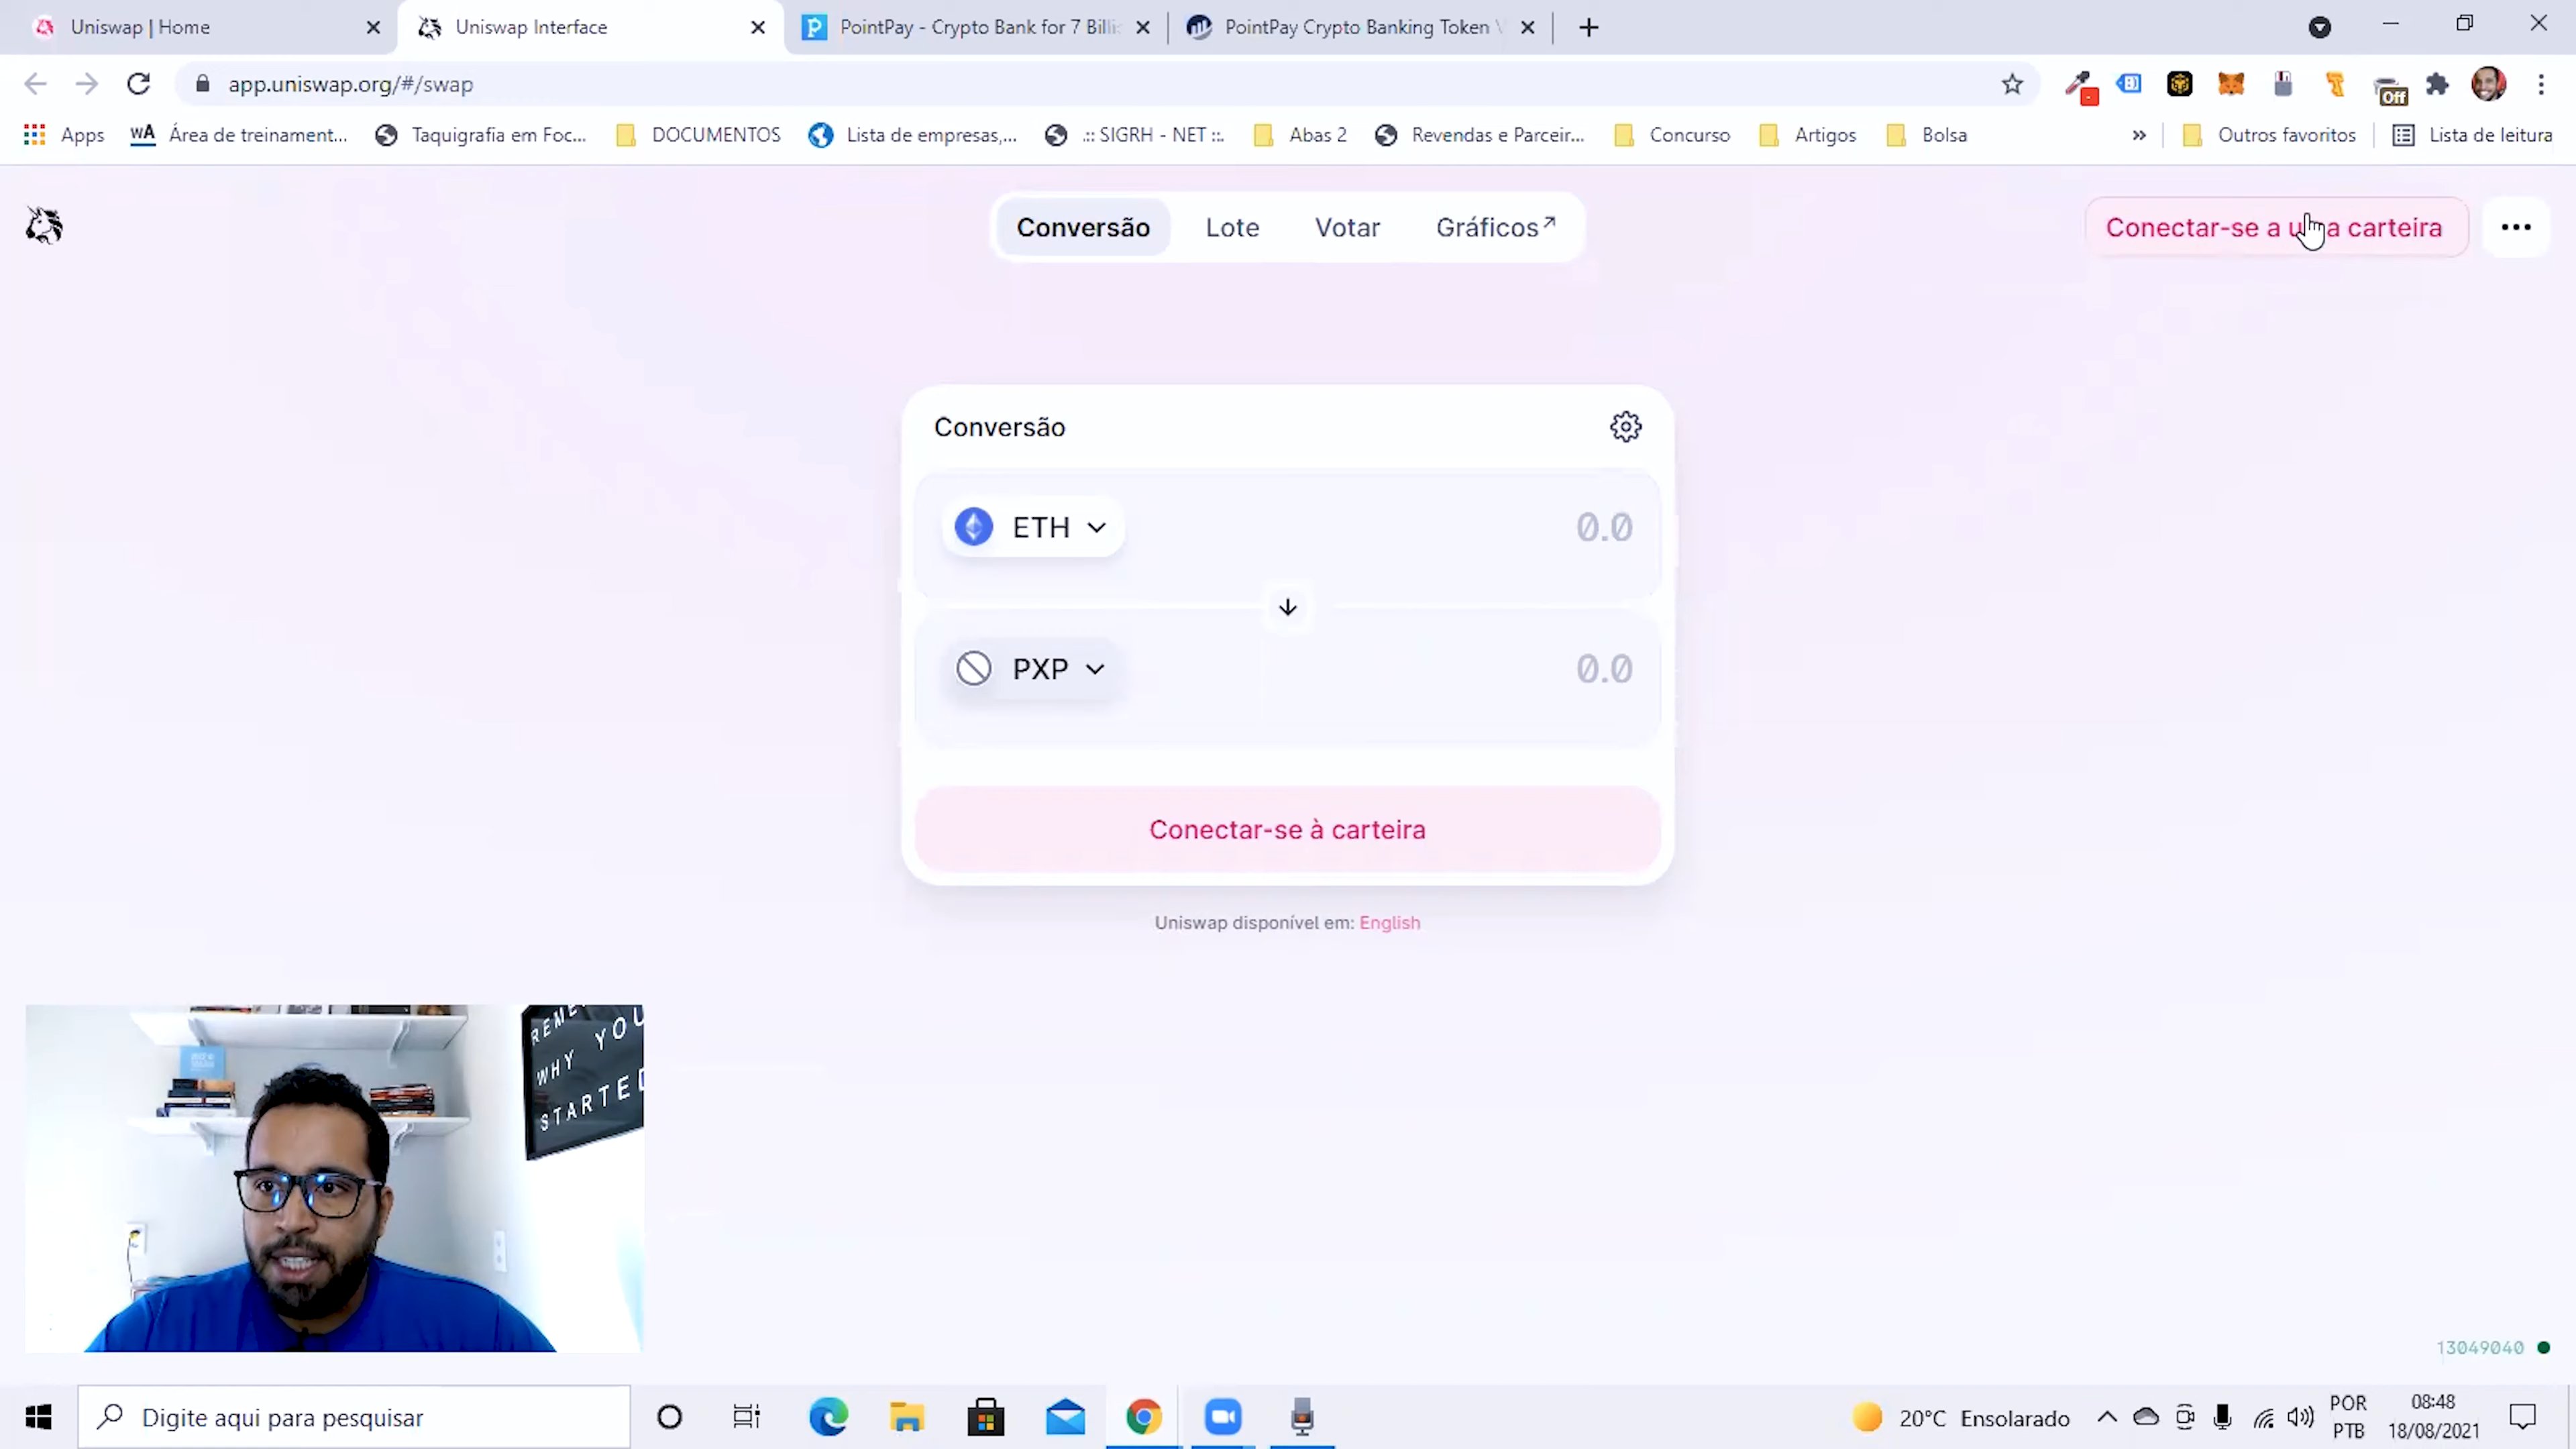 Uniswap | Home
Uniswap Interface
PointPay - Crypto Bank for 7 Billi
PointPay Crypto Banking Token
app.uniswap.org/#/swap
Off
Apps
wA Área de treinament...
Taquigrafia em Foc...
DOCUMENTOS
Lista de empresas,...
.:: SIGRH - NET ::.
Abas 2
Revendas e Parceir...
Concurso
Artigos
Bolsa
»
Outros favoritos
Lista de leitura
Conversão
Lote
Votar
Gráficos↗
Conectar-se a uma carteira
Conversão
ETH
0.0
PXP
0.0
Conectar-se à carteira
Uniswap disponível em: English
WHY YOU
STARTED
13049040
Digite aqui para pesquisar
20°C Ensolarado
POR
PTB
08:48
18/08/2021